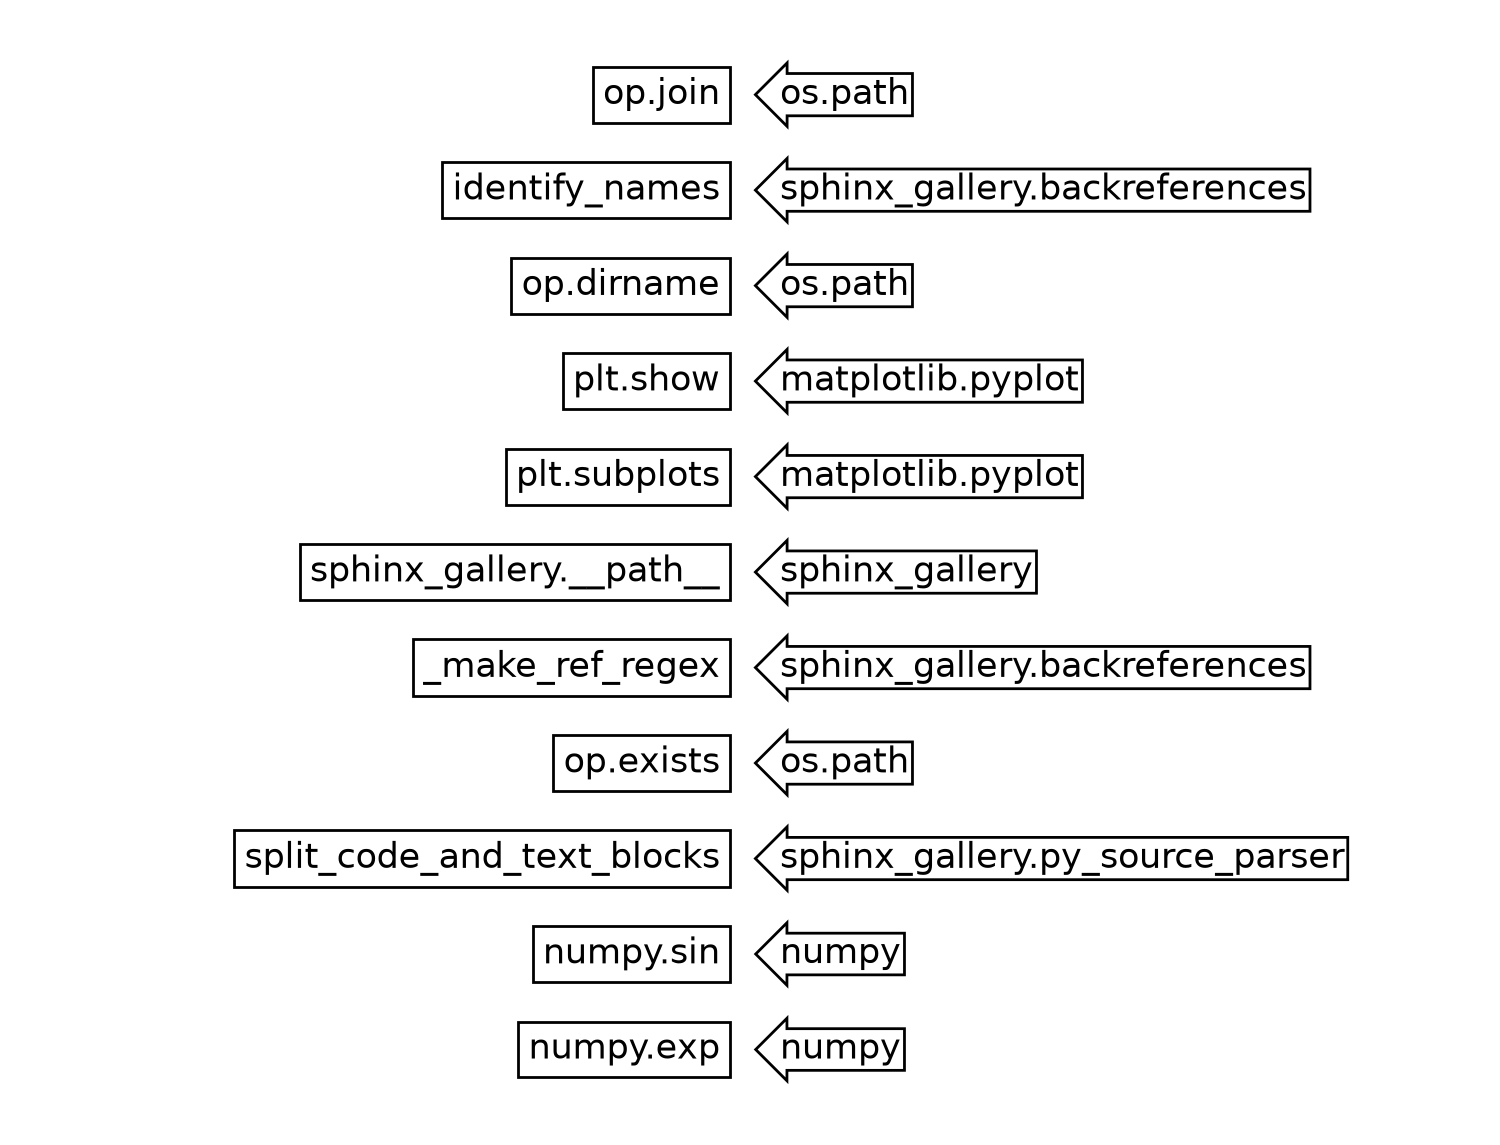 op.join os.path
identify_names sphinx_gallery.backreferences
op.dirname os.path
plt.show matplotlib.pyplot
plt.subplots matplotlib.pyplot
sphinx_gallery.__path__ sphinx_gallery
_make_ref_regex sphinx_gallery.backreferences
op.exists os.path
split_code_and_text_blocks sphinx_gallery.py_source_parser
numpy.sin numpy
numpy.exp numpy